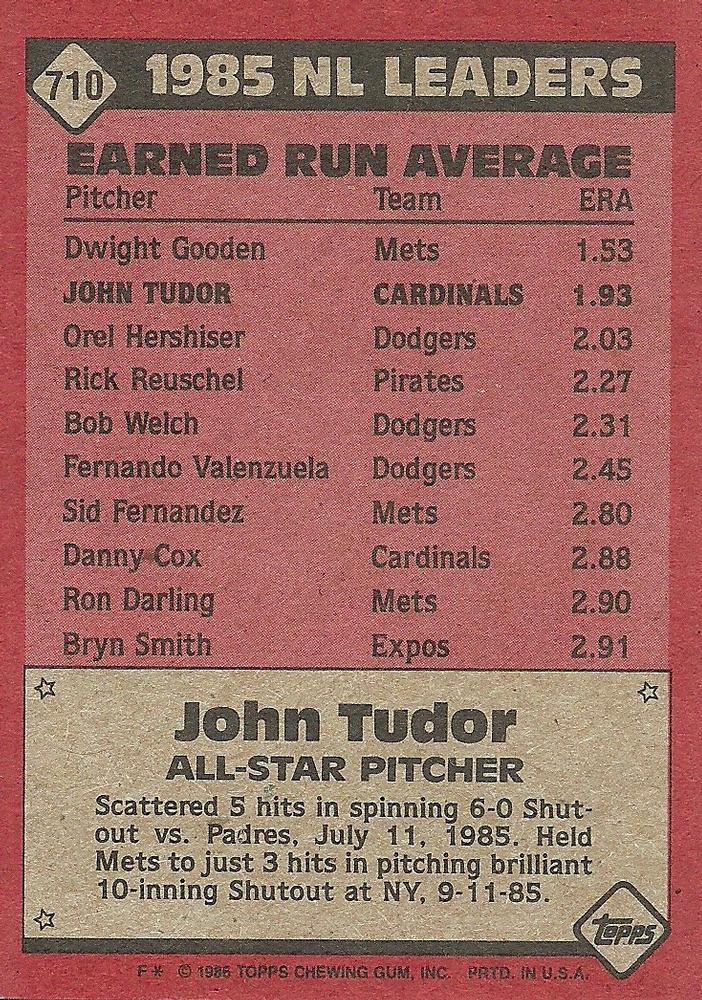 710 1985 NL LEADERS
EARNED RUN AVERAGE
Pitcher Team ERA
Dwight Gooden Mets 1.53
JOHN TUDOR CARDINALS 1.93
Orel Hershiser Dodgers 2.03
Rick Reuschel Pirates 2.27
Bob Welch Dodgers 2.31
Fernando Valenzuela Dodgers 2.45
Sid Fernandez Mets 2.80
Danny Cox Cardinals 2.88
Ron Darling Mets 2.90
Bryn Smith Expos 2.91
John Tudor
ALL-STAR PITCHER
Scattered 5 hits in spinning 6-0 Shut-
out vs. Padres, July 11, 1985. Held
Mets to just 3 hits in pitching brilliant
10-inning Shutout at NY, 9-11-85.
topps
F* © 1986 TOPPS CHEWING GUM, INC. PRTD. IN U.S.A.